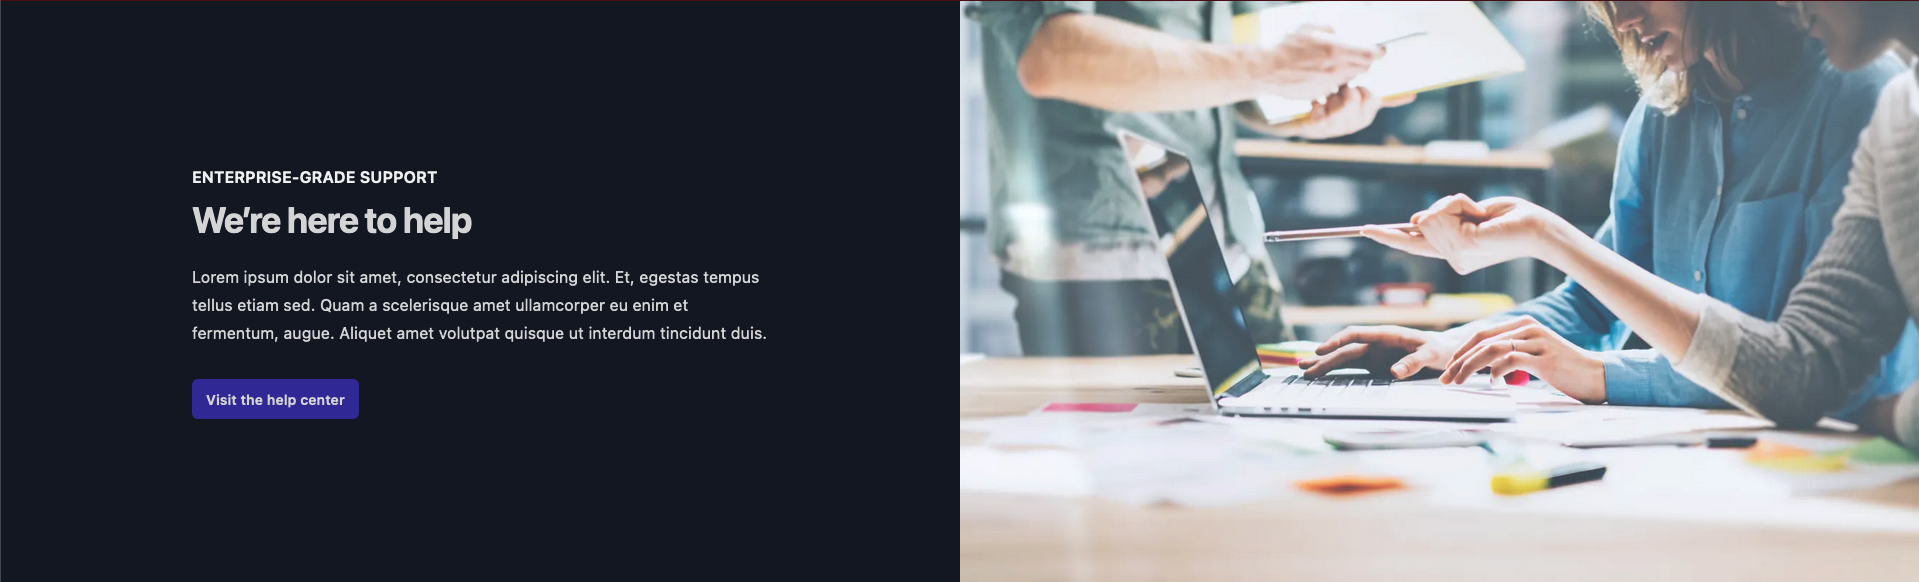 ENTERPRISE-GRADE SUPPORT
We’re here to help
Lorem ipsum dolor sit amet, consectetur adipiscing elit. Et, egestas tempus
tellus etiam sed. Quam a scelerisque amet ullamcorper eu enim et
fermentum, augue. Aliquet amet volutpat quisque ut interdum tincidunt duis.
Visit the help center